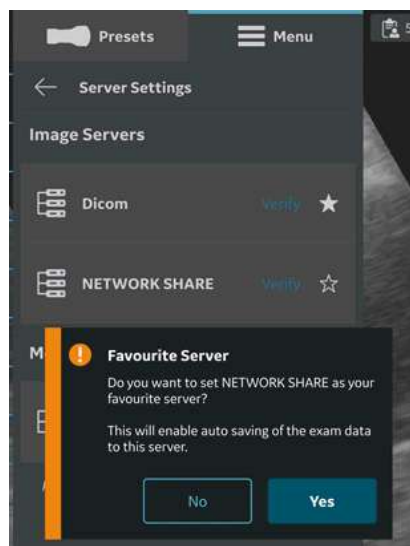 Presets
Menu
Server Settings
Image Servers
Dicom
Verify
NETWORK SHARE
Verify
Favourite Server
Do you want to set NETWORK SHARE as your
favourite server?
This will enable auto saving of the exam data
to this server.
No
Yes